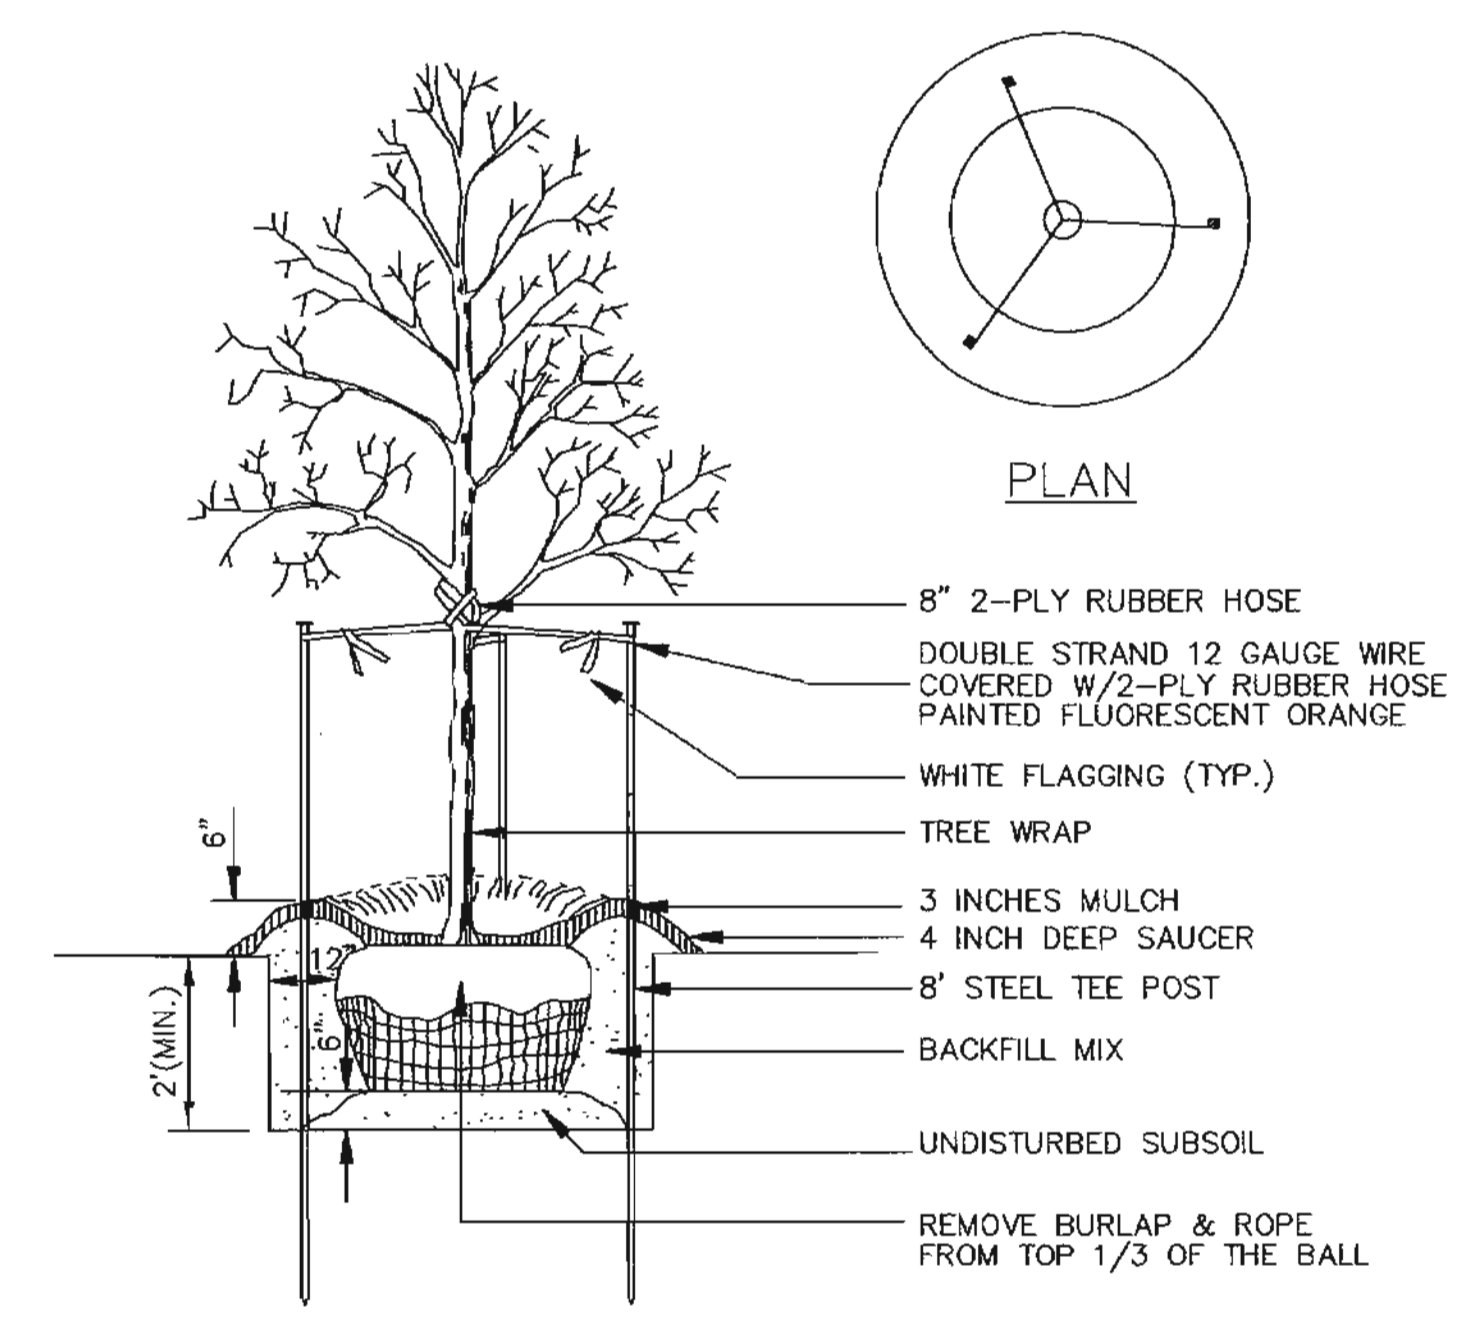 PLAN
8" 2-PLY RUBBER HOSE
DOUBLE STRAND 12 GAUGE WIRE
COVERED W/2-PLY RUBBER HOSE
PAINTED FLUORESCENT ORANGE
WHITE FLAGGING (TYP.)
TREE WRAP
6"
3 INCHES MULCH
4 INCH DEEP SAUCER
12"
8' STEEL TEE POST
2'(MIN.)
6"
BACKFILL MIX
UNDISTURBED SUBSOIL
REMOVE BURLAP & ROPE
FROM TOP 1/3 OF THE BALL